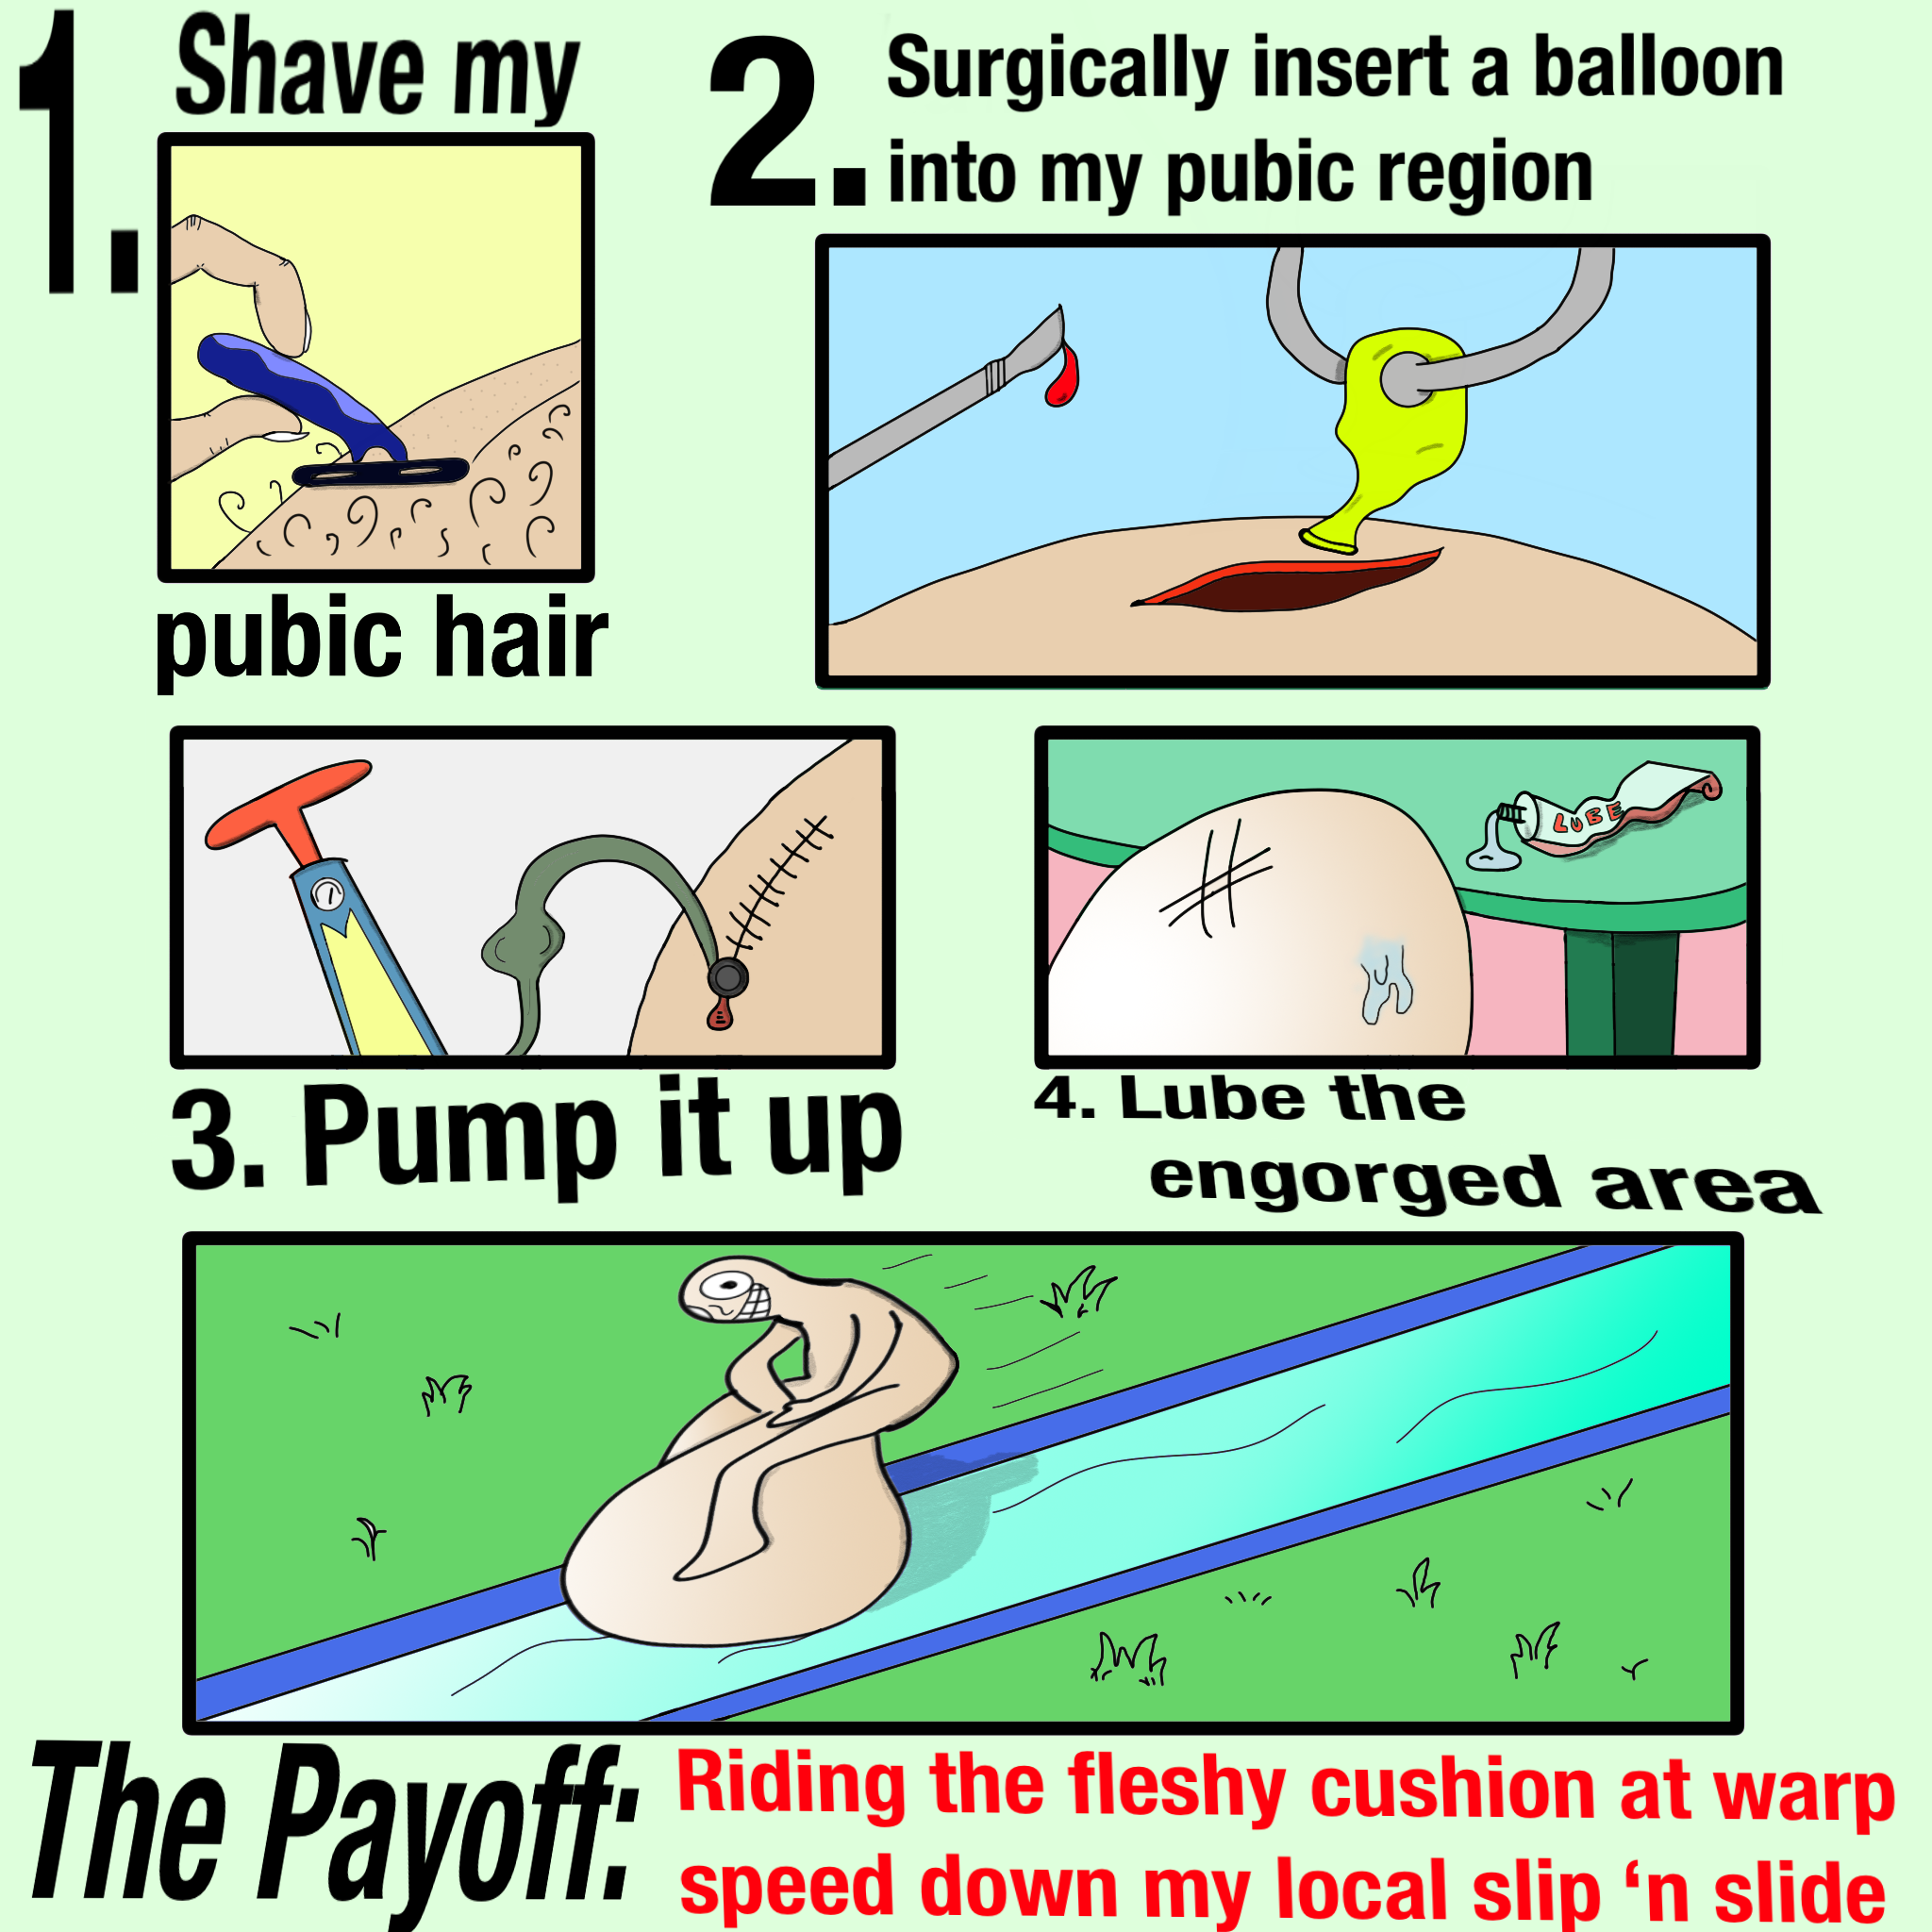 1. Shave my
pubic hair
2. Surgically insert a balloon
into my pubic region
3. Pump it up
LUBE
4. Lube the
engorged area
The Payoff: Riding the fleshy cushion at warp
speed down my local slip ‘n slide